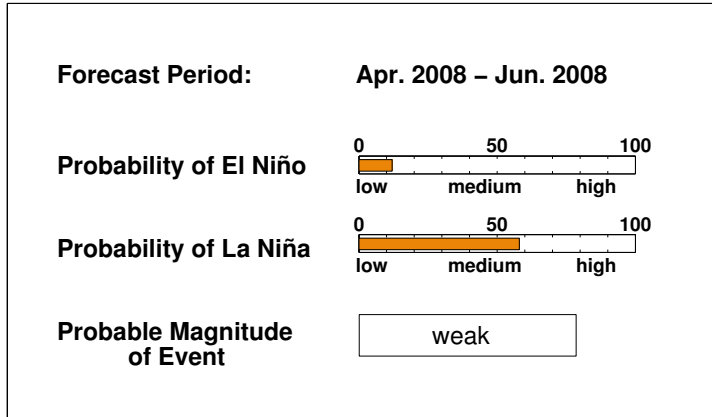 Forecast Period: Apr. 2008 – Jun. 2008
0 50 100
Probability of El Niño
low medium high
0 50 100
Probability of La Niña
low medium high
Probable Magnitude
of Event
weak